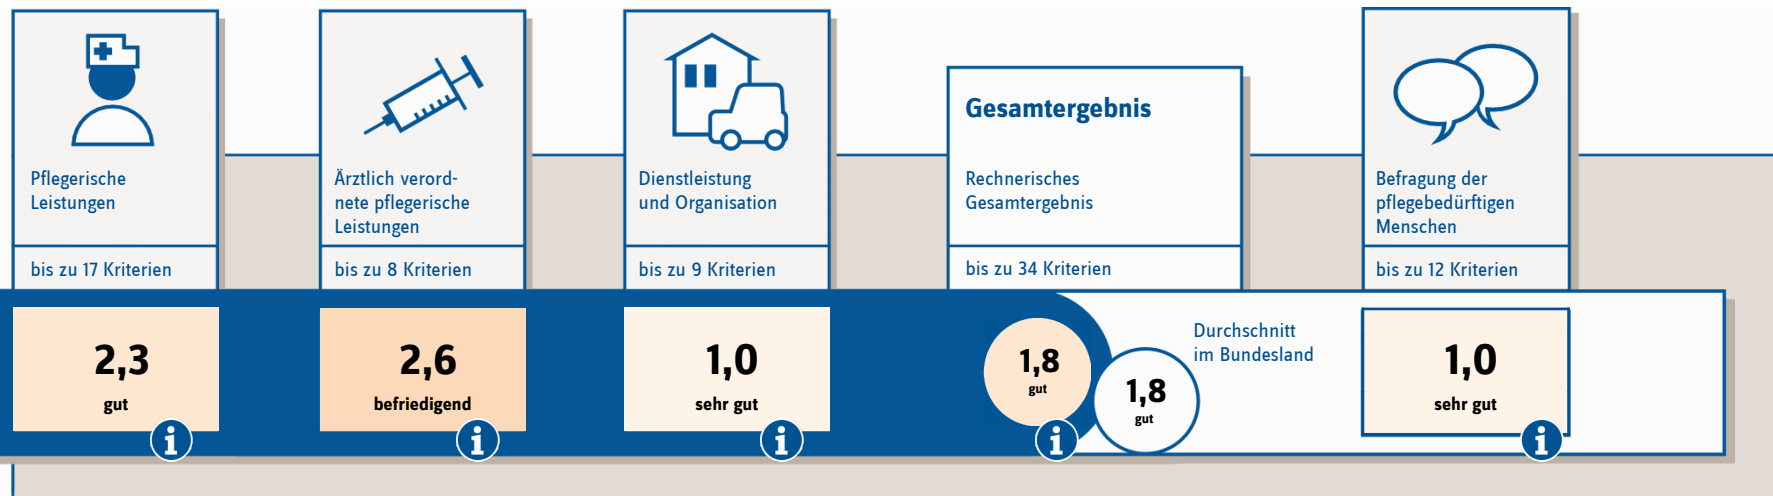 Pflegerische
Leistungen
bis zu 17 Kriterien
2,3
gut
Ärztlich verord-
nete pflegerische
Leistungen
bis zu 8 Kriterien
2,6
befriedigend
Dienstleistung
und Organisation
bis zu 9 Kriterien
1,0
sehr gut
Gesamtergebnis
Rechnerisches
Gesamtergebnis
bis zu 34 Kriterien
1,8
gut
1,8
gut
Durchschnitt
im Bundesland
Befragung der
pflegebedürftigen
Menschen
bis zu 12 Kriterien
1,0
sehr gut